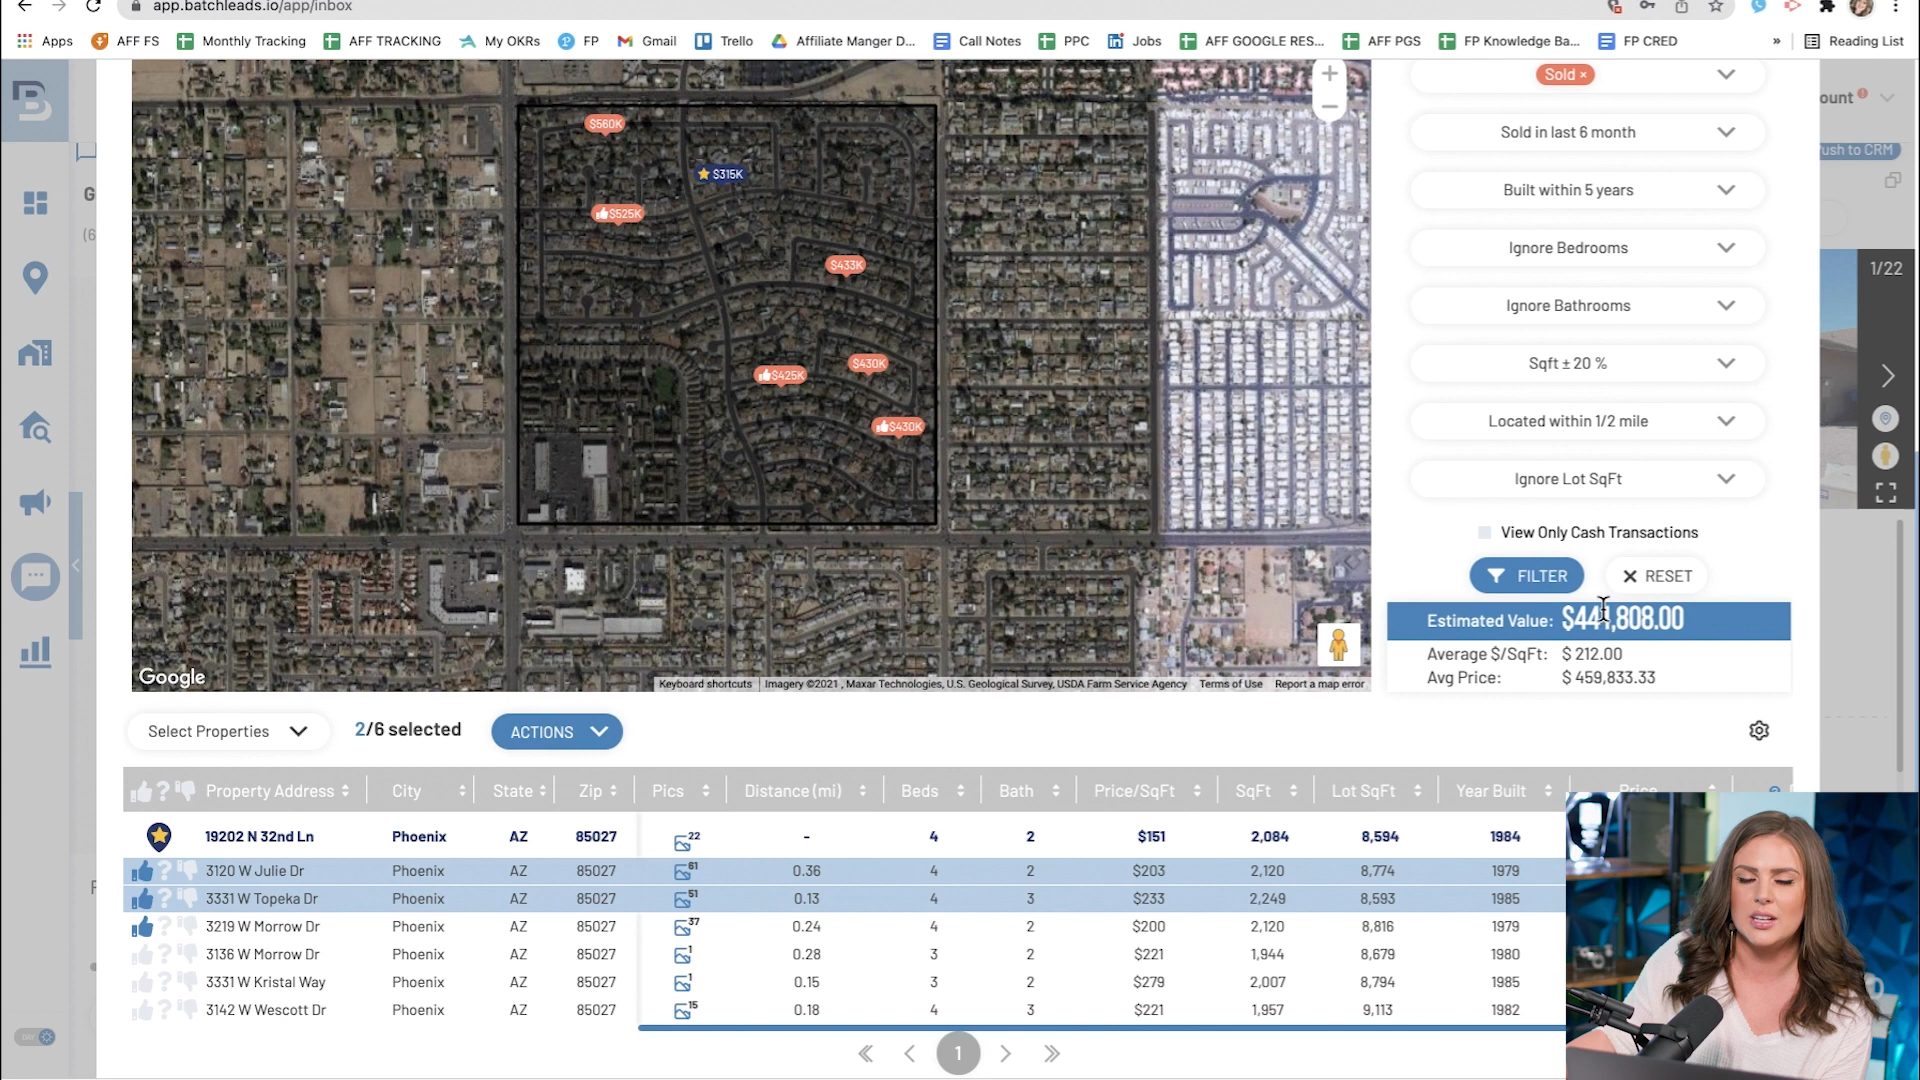 app.batchleads.io/app/inbox
Apps AFF FS Monthly Tracking AFF TRACKING My OKRs FP Gmail Trello Affiliate Manger D... Call Notes PPC Jobs AFF GOOGLE RES... AFF PGS FP Knowledge Ba... FP CRED » Reading List
B
G
(6
ount
ush to CRM
1/22
$560K
$315K
$525K
$433K
$430K
$425K
$430K
Google
Keyboard shortcuts Imagery ©2021 , Maxar Technologies, U.S. Geological Survey, USDA Farm Service Agency Terms of Use Report a map error
Sold ×
Sold in last 6 month
Built within 5 years
Ignore Bedrooms
Ignore Bathrooms
Sqft ± 20 %
Located within 1/2 mile
Ignore Lot SqFt
View Only Cash Transactions
FILTER RESET
Estimated Value: $441,808.00
Average $/SqFt: $ 212.00
Avg Price: $ 459,833.33
Select Properties 2/6 selected ACTIONS
Property Address City State Zip Pics Distance (mi) Beds Bath Price/SqFt SqFt Lot SqFt Year Built Price
19202 N 32nd Ln Phoenix AZ 85027 22 - 4 2 $151 2,084 8,594 1984
3120 W Julie Dr Phoenix AZ 85027 61 0.36 4 2 $203 2,120 8,774 1979
3331 W Topeka Dr Phoenix AZ 85027 51 0.13 4 3 $233 2,249 8,593 1985
3219 W Morrow Dr Phoenix AZ 85027 37 0.24 4 2 $200 2,120 8,816 1979
3136 W Morrow Dr Phoenix AZ 85027 1 0.28 3 2 $221 1,944 8,679 1980
3331 W Kristal Way Phoenix AZ 85027 1 0.15 3 2 $279 2,007 8,794 1985
3142 W Wescott Dr Phoenix AZ 85027 15 0.18 4 3 $221 1,957 9,113 1982
DAY
1